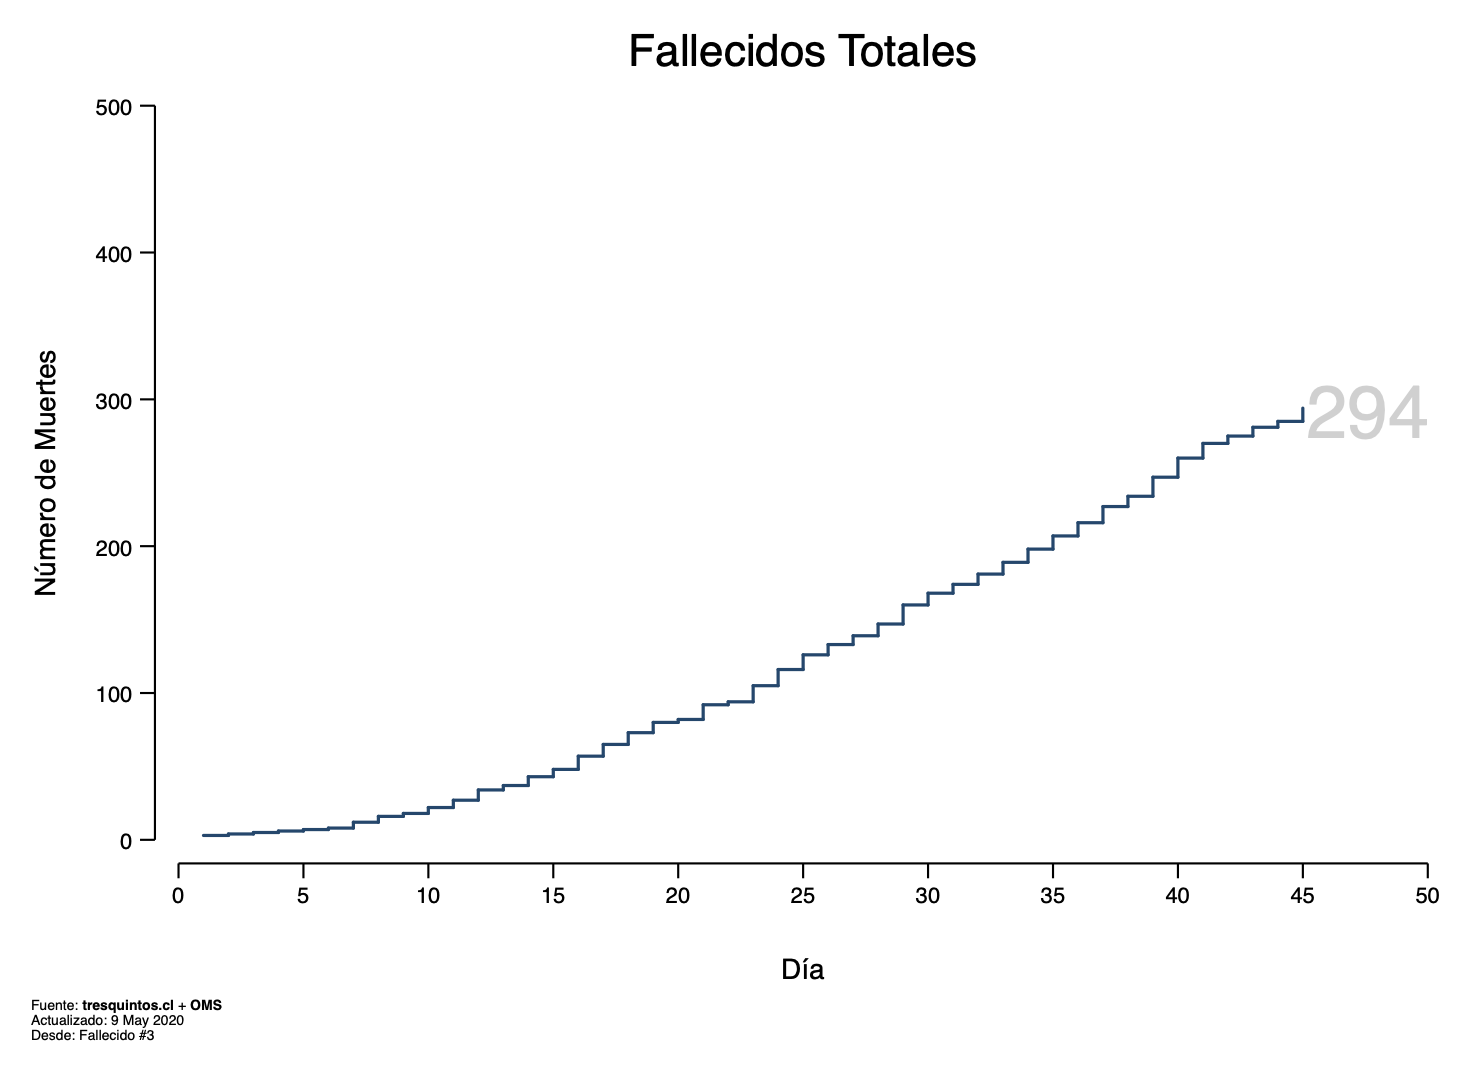 Fallecidos Totales
500
400
300
200
100
0
Número de Muertes
294
0 5 10 15 20 25 30 35 40 45 50
Día
Fuente: tresquintos.cl + OMS
Actualizado: 9 May 2020
Desde: Fallecido #3